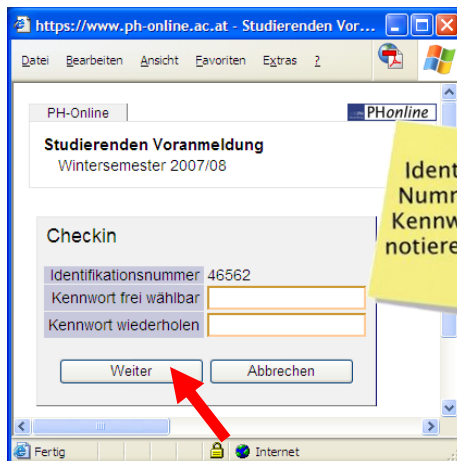 https://www.ph-online.ac.at - Studierenden Vor...
Datei Bearbeiten Ansicht Favoriten Extras ?
PH-Online
PHonline
Studierenden Voranmeldung
Wintersemester 2007/08
Checkin
Identifikationsnummer 46562
Kennwort frei wählbar
Kennwort wiederholen
Weiter Abbrechen
Fertig Internet